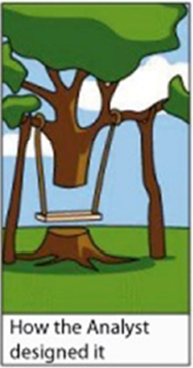 How the Analyst
designed it